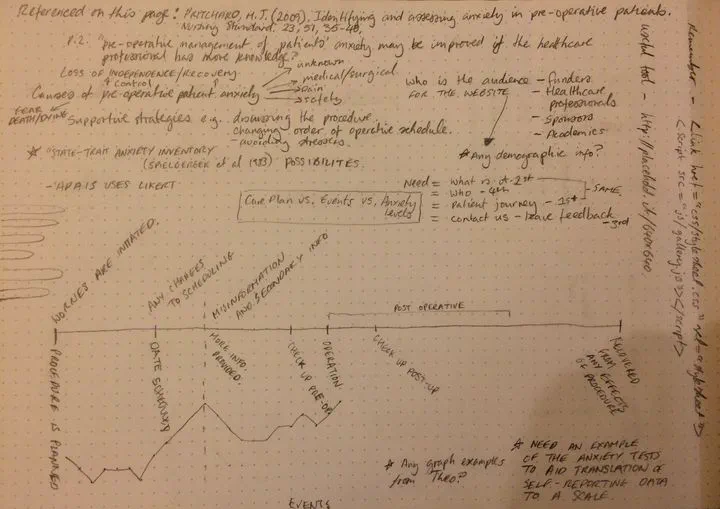 Referenced on this page: PRITCHARD, H.J. (2009). Identifying and assessing anxiety in pre-operative patients.
Nursing Standard. 23, 51, 35-40.
P.2. "pre-operative management of patients' anxiety may be improved if the healthcare
professional has more knowledge?"
unknown
LOSS OF INDEPENDENCE/RECOVERY
+ control
medical/surgical
Causes of pre-operative patient anxiety
pain
safety
FEAR
DEATH/DYING
Supportive strategies e.g. discussing the procedure.
- changing order of operative schedule.
- avoiding stressors.
* "STATE-TRAIT ANXIETY INVENTORY
(SPIELBERGER et al 1983) POSSIBILITES.
- APAIS USES LIKERT
WHO IS THE AUDIENCE
FOR THE WEBSITE
- Funders
- Healthcare
professionals
- Sponsors
- Academics
* Any demographic info?
Need = What is it - 2nd
= Who - 4th
= Patient journey - 1st
= contact us - leave feedback
- 3rd
- SAME.
Care Plan vs. Events vs. Anxiety
Levels
WORRIES ARE INITIATED.
ANY CHANGES
TO SCHEDULING
MISINFORMATION
AND SECONDARY INFO
POST OPERATIVE
PROCEDURE IS PLANNED
DATE SCHEDULED
MORE INFO.
PROVIDED.
CHECK UP PRE-OP
OPERATION
CHECK UP POST-UP
RECOVERED
FROM EFFECTS
ANY
OF PROCEDURE
* Any graph examples
from Theo?
* NEED AN EXAMPLE
OF THE ANXIETY TESTS
TO AID TRANSLATION OF
SELF-REPORTING DATA
TO A SCALE.
EVENTS
useful tool - http://placehold.it/640x640
Remember - <link href="css/stylesheet.css" rel="stylesheet">
<script src="js/gallery.js"></script>